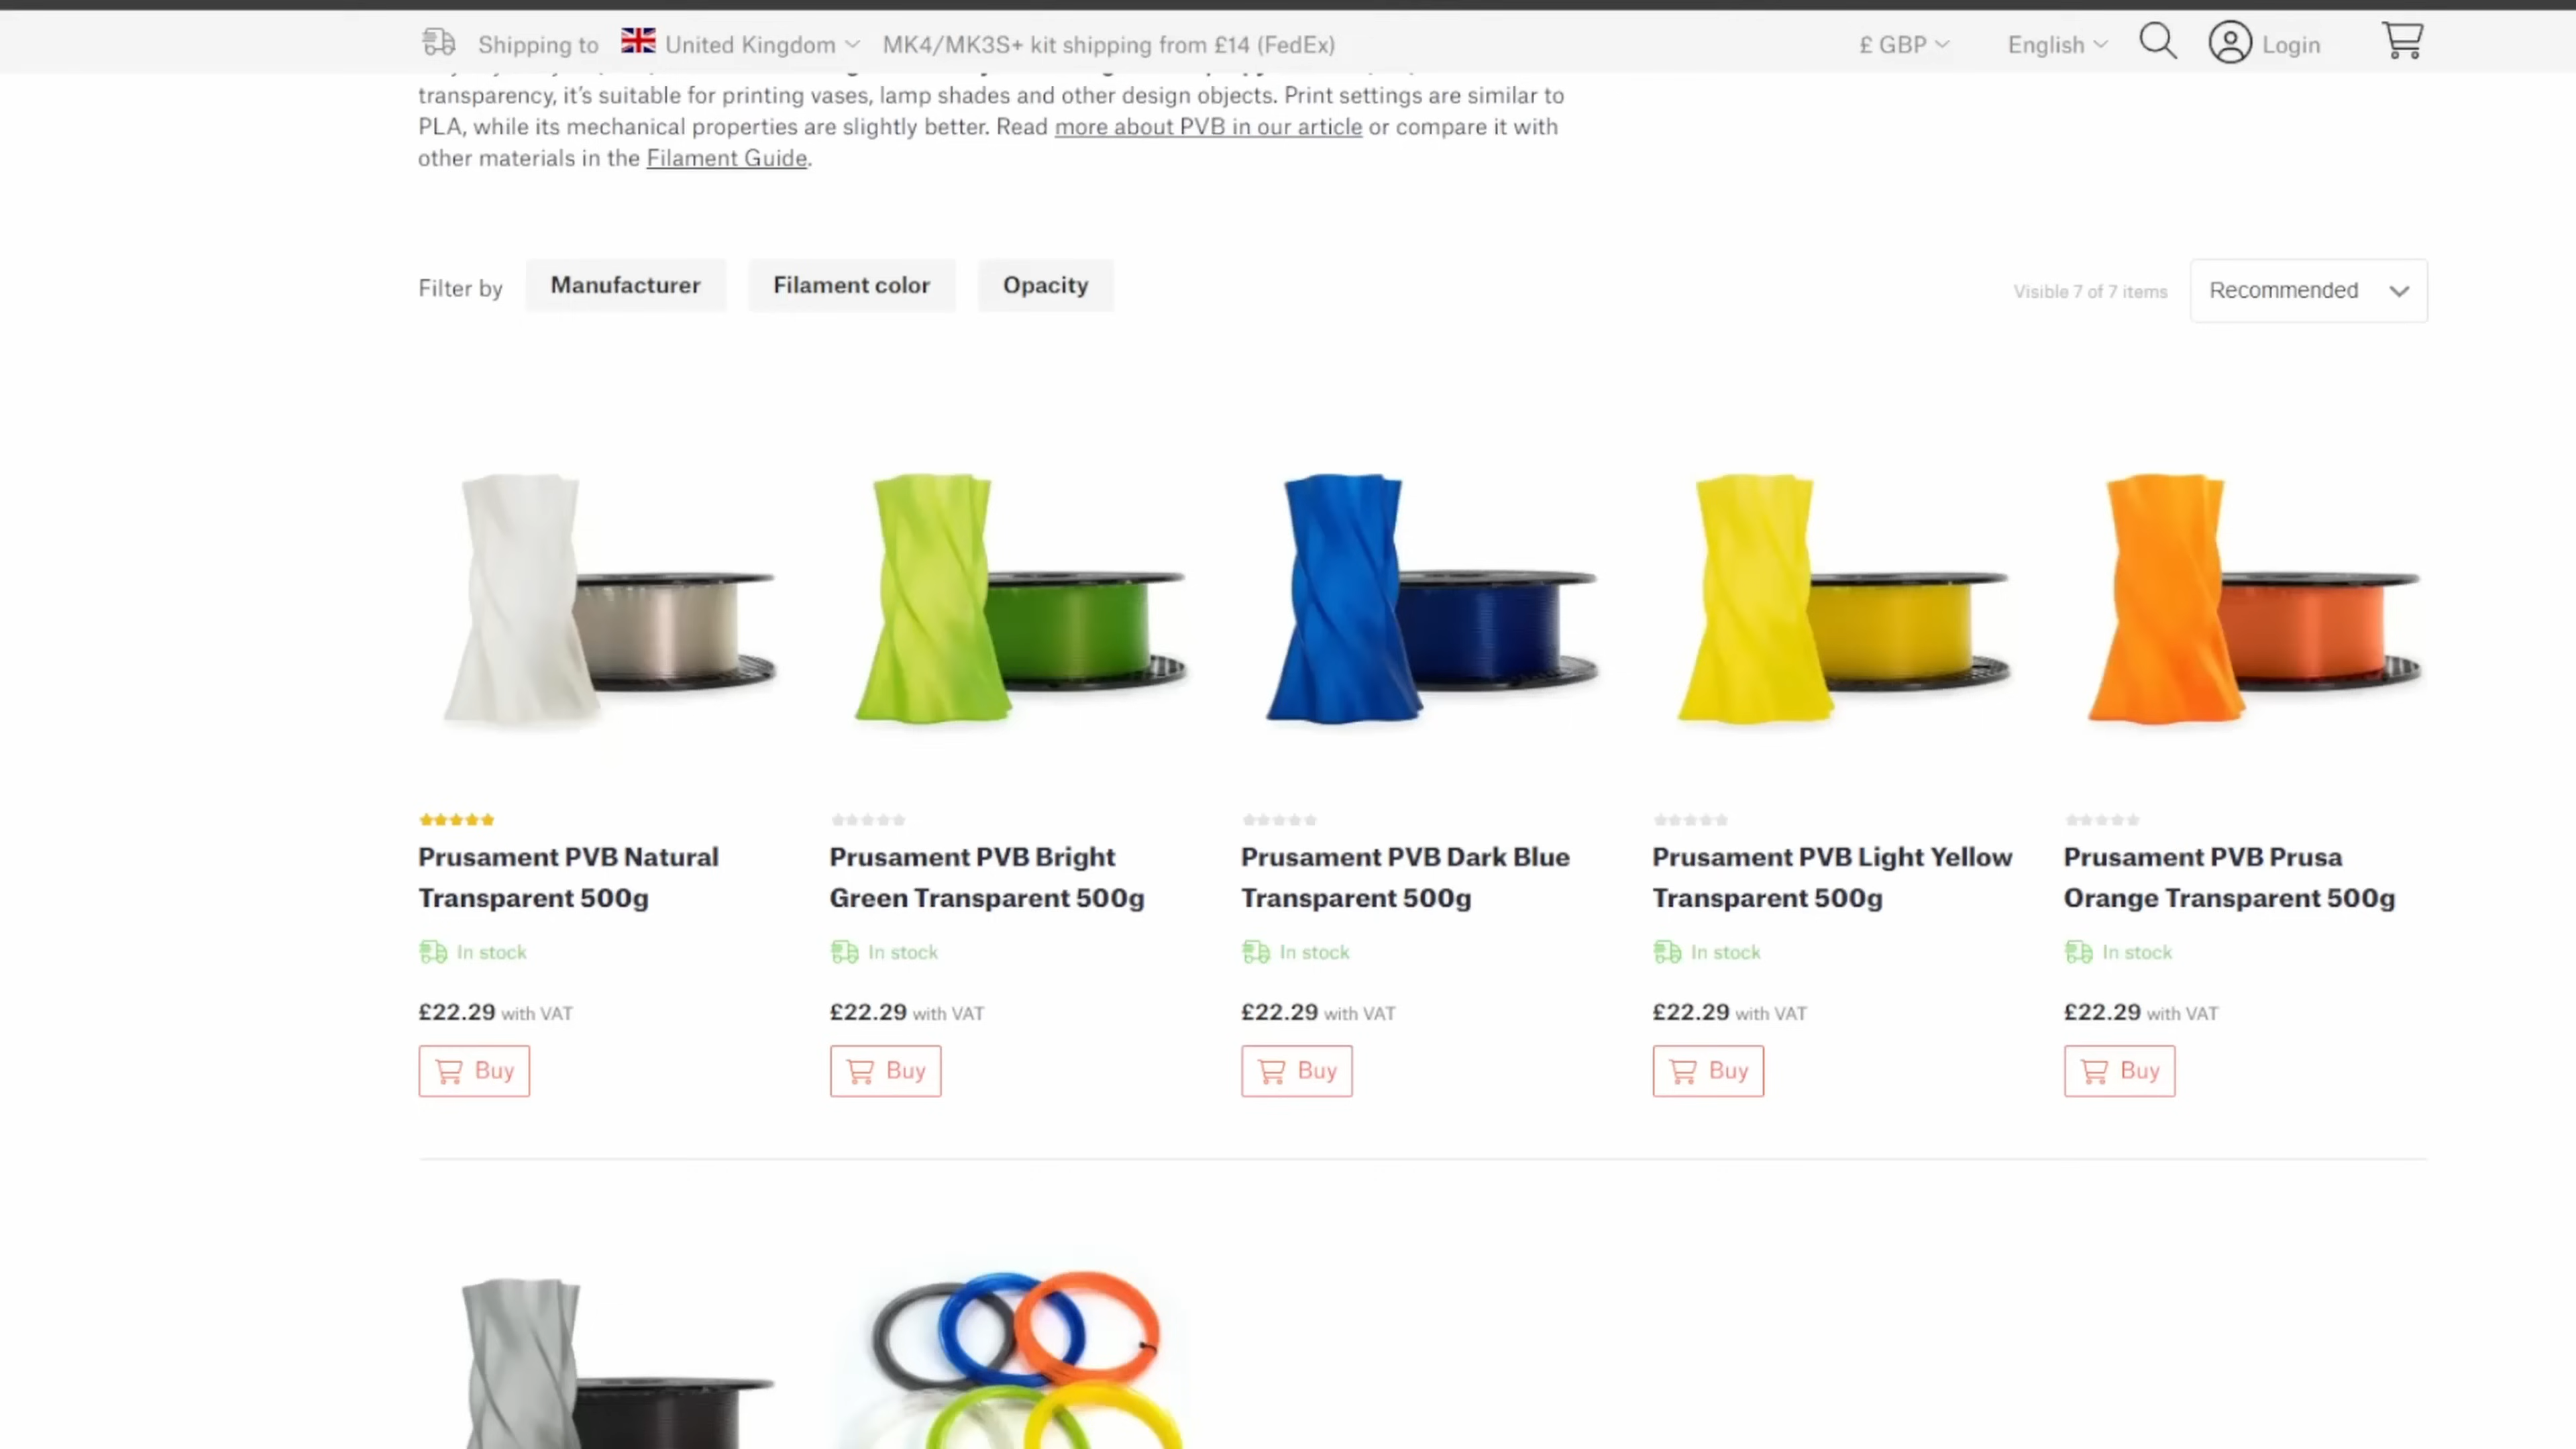 Shipping to United Kingdom MK4/MK3S+ kit shipping from £14 (FedEx) £ GBP English Login
transparency, it's suitable for printing vases, lamp shades and other design objects. Print settings are similar to
PLA, while its mechanical properties are slightly better. Read more about PVB in our article or compare it with
other materials in the Filament Guide.
Filter by Manufacturer Filament color Opacity Visible 7 of 7 items Recommended
Prusament PVB Natural
Transparent 500g
In stock
£22.29 with VAT
Buy
Prusament PVB Bright
Green Transparent 500g
In stock
£22.29 with VAT
Buy
Prusament PVB Dark Blue
Transparent 500g
In stock
£22.29 with VAT
Buy
Prusament PVB Light Yellow
Transparent 500g
In stock
£22.29 with VAT
Buy
Prusament PVB Prusa
Orange Transparent 500g
In stock
£22.29 with VAT
Buy